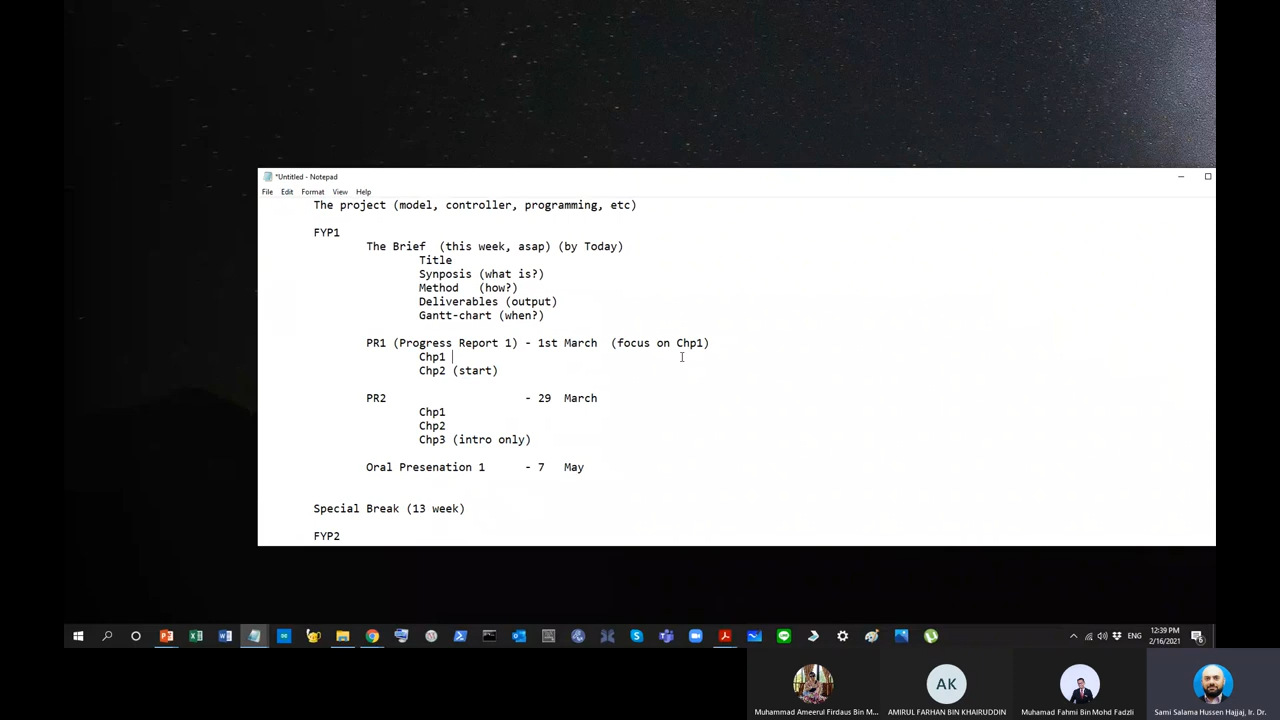 *Untitled - Notepad
File Edit Format View Help
The project (model, controller, programming, etc)
FYP1
The Brief (this week, asap) (by Today)
Title
Synposis (what is?)
Method (how?)
Deliverables (output)
Gantt-chart (when?)
PR1 (Progress Report 1) - 1st March (focus on Chp1)
Chp1
Chp2 (start)
PR2 - 29 March
Chp1
Chp2
Chp3 (intro only)
Oral Presenation 1 - 7 May
Special Break (13 week)
FYP2
ENG
12:39 PM
2/16/2021
AK
Muhammad Ameerul Firdaus Bin M...
AMIRUL FARHAN BIN KHAIRUDDIN
Muhamad Fahmi Bin Mohd Fadzli
Sami Salama Hussen Hajjaj, Ir. Dr.